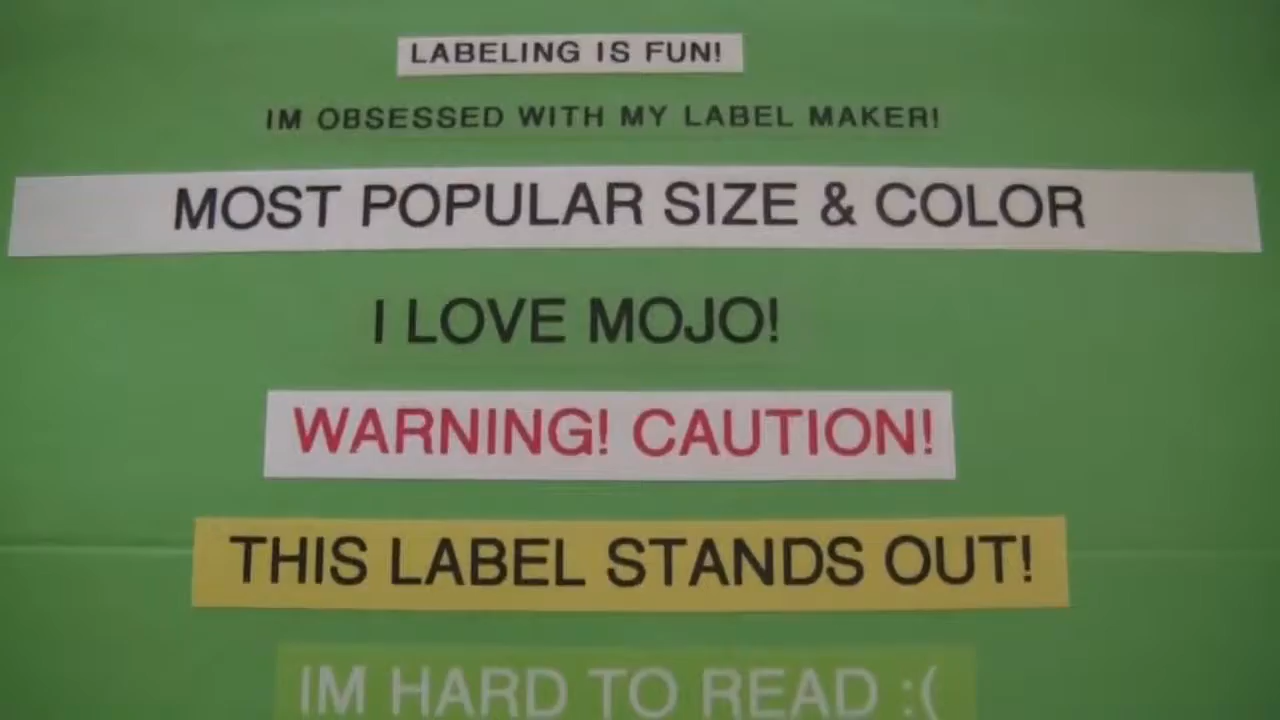 LABELING IS FUN!
IM OBSESSED WITH MY LABEL MAKER!
MOST POPULAR SIZE & COLOR
I LOVE MOJO!
WARNING! CAUTION!
THIS LABEL STANDS OUT!
IM HARD TO READ :(